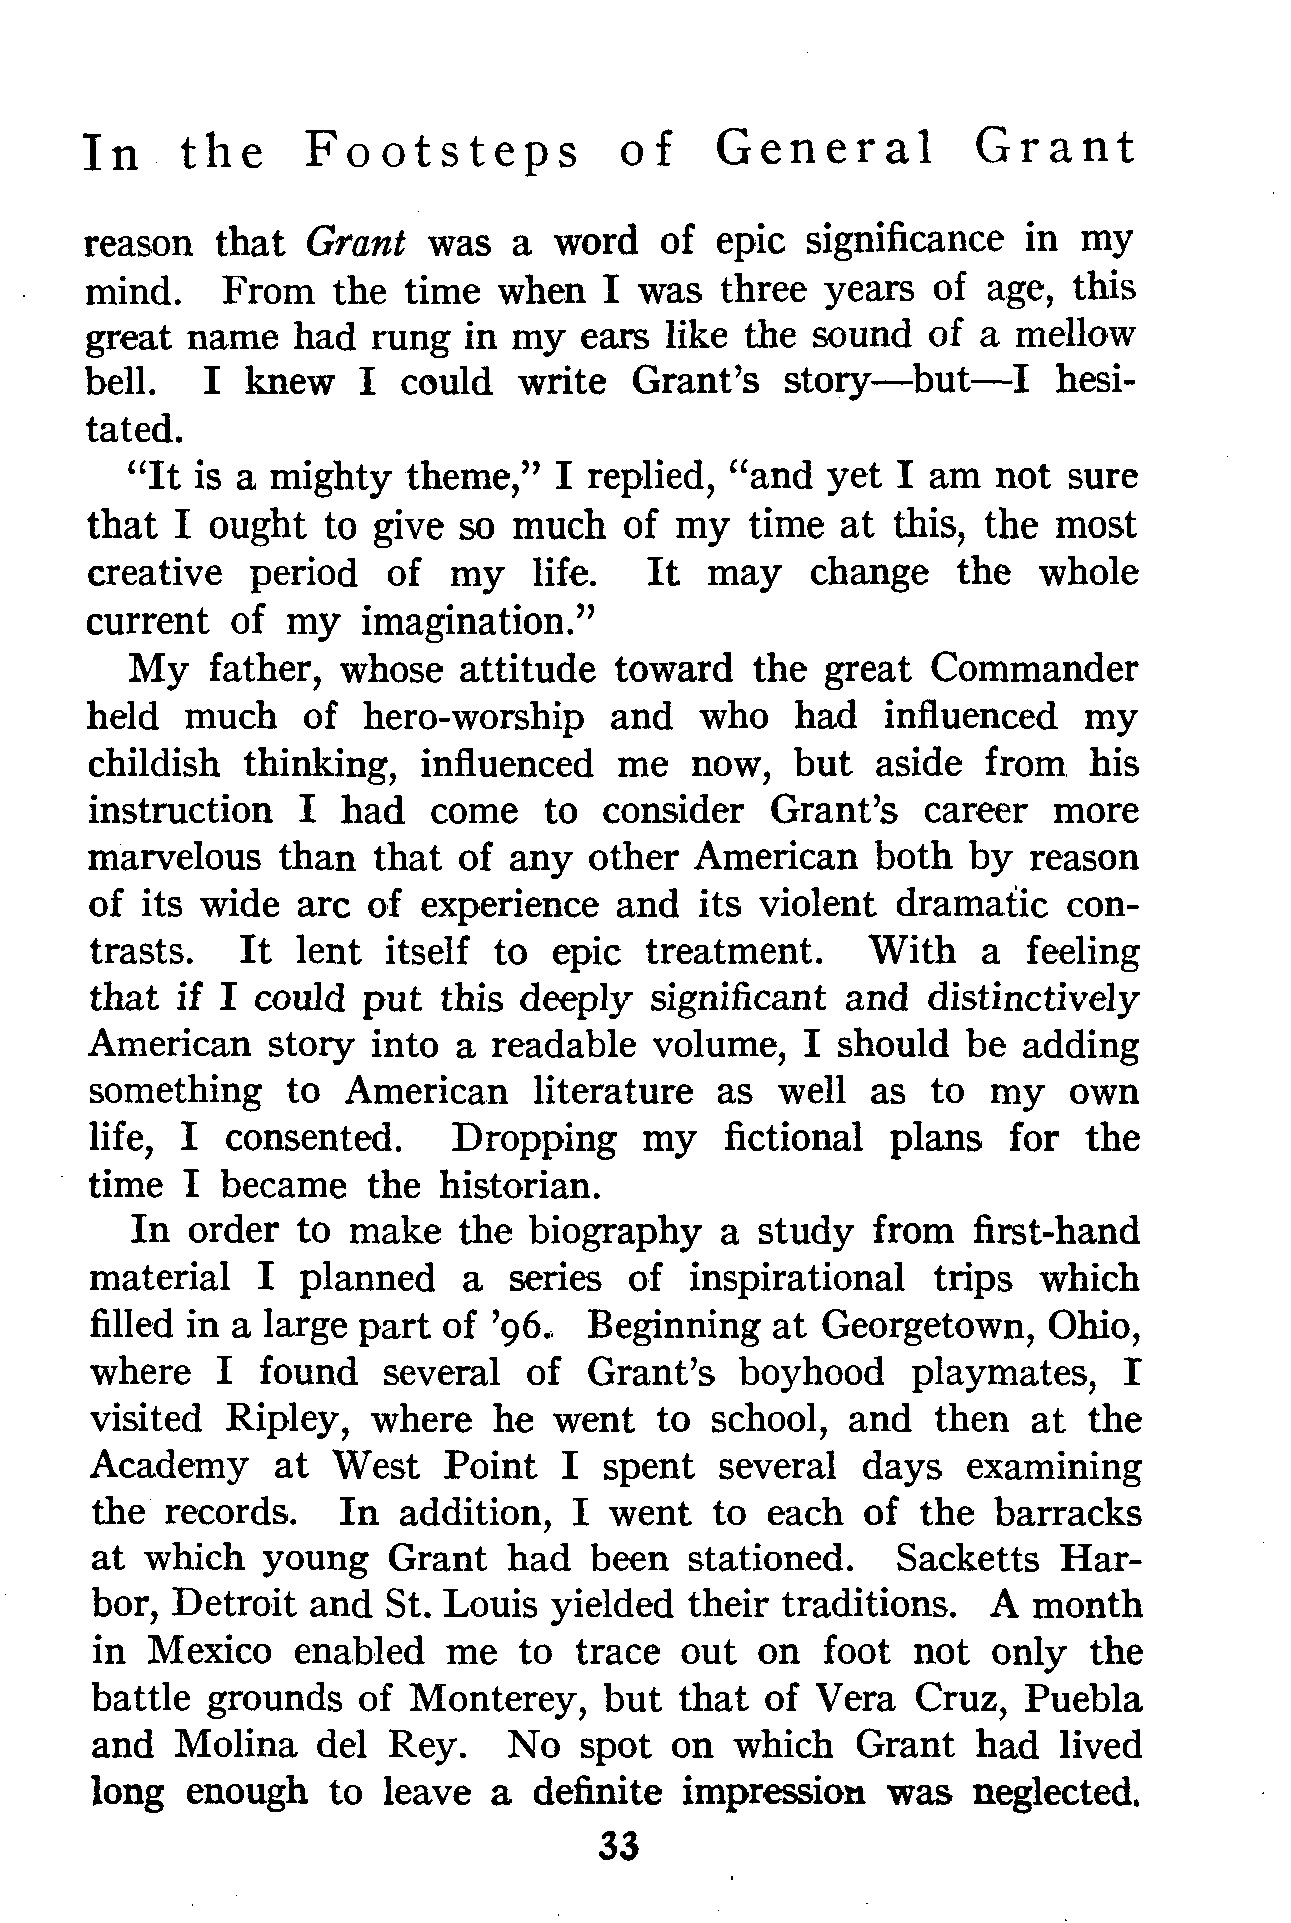 In the Footsteps of General Grant
reason that Grant was a word of epic significance in my
mind. From the time when I was three years of age, this
great name had rung in my ears like the sound of a mellow
bell. I knew I could write Grant's story—but—I hesi-
tated.
"It is a mighty theme," I replied, "and yet I am not sure
that I ought to give so much of my time at this, the most
creative period of my life. It may change the whole
current of my imagination."
My father, whose attitude toward the great Commander
held much of hero-worship and who had influenced my
childish thinking, influenced me now, but aside from his
instruction I had come to consider Grant's career more
marvelous than that of any other American both by reason
of its wide arc of experience and its violent dramatic con-
trasts. It lent itself to epic treatment. With a feeling
that if I could put this deeply significant and distinctively
American story into a readable volume, I should be adding
something to American literature as well as to my own
life, I consented. Dropping my fictional plans for the
time I became the historian.
In order to make the biography a study from first-hand
material I planned a series of inspirational trips which
filled in a large part of '96. Beginning at Georgetown, Ohio,
where I found several of Grant's boyhood playmates, I
visited Ripley, where he went to school, and then at the
Academy at West Point I spent several days examining
the records. In addition, I went to each of the barracks
at which young Grant had been stationed. Sacketts Har-
bor, Detroit and St. Louis yielded their traditions. A month
in Mexico enabled me to trace out on foot not only the
battle grounds of Monterey, but that of Vera Cruz, Puebla
and Molina del Rey. No spot on which Grant had lived
long enough to leave a definite impression was neglected.
33